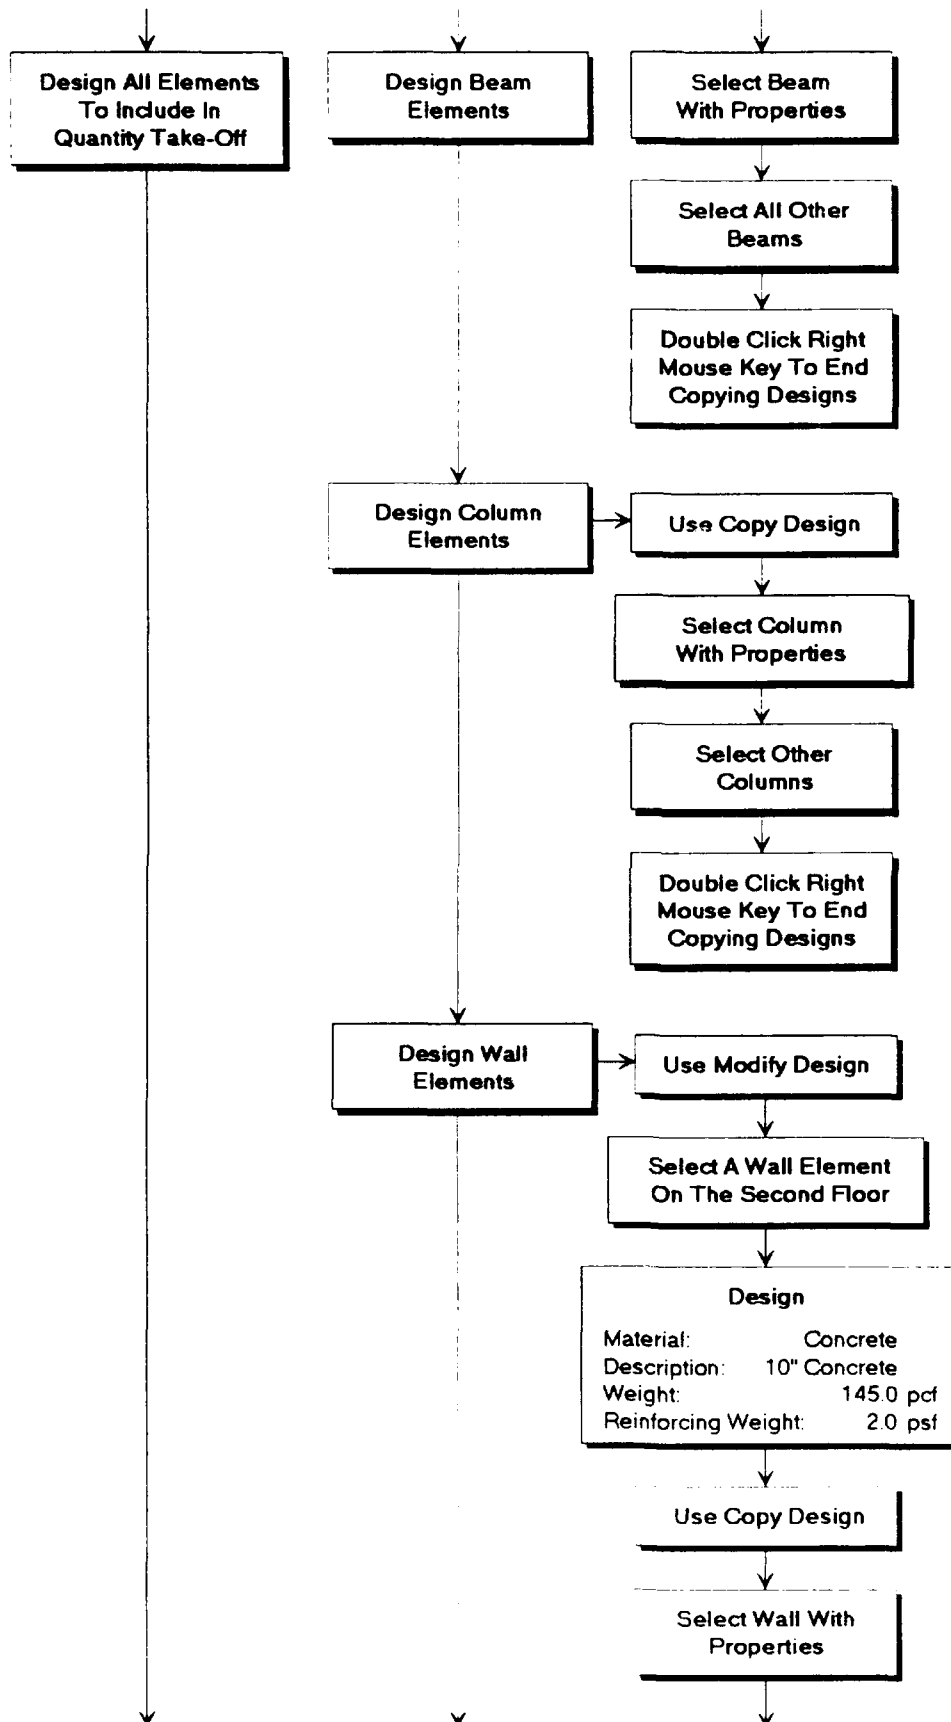 Design All Elements
To Include In
Quantity Take-Off
Design Beam
Elements
Select Beam
With Properties
Select All Other
Beams
Double Click Right
Mouse Key To End
Copying Designs
Design Column
Elements
Use Copy Design
Select Column
With Properties
Select Other
Columns
Double Click Right
Mouse Key To End
Copying Designs
Design Wall
Elements
Use Modify Design
Select A Wall Element
On The Second Floor
Design
Material: Concrete
Description: 10" Concrete
Weight: 145.0 pcf
Reinforcing Weight: 2.0 psf
Use Copy Design
Select Wall With
Properties